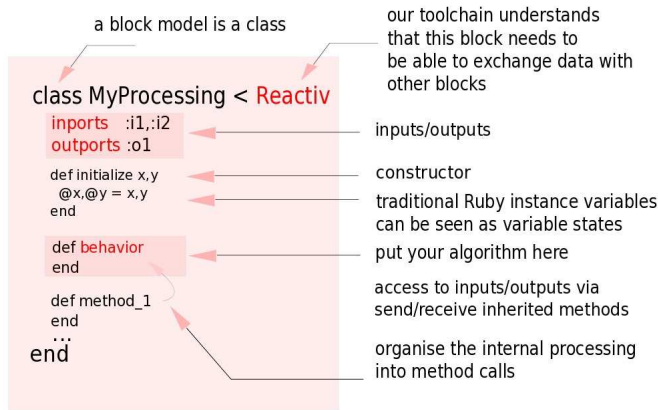 a block model is a class
our toolchain understands
that this block needs to
be able to exchange data with
other blocks
class MyProcessing < Reactiv
inports :i1,:i2
outports :o1
inputs/outputs
def initialize x,y
@x,@y = x,y
end
constructor
traditional Ruby instance variables
can be seen as variable states
def behavior
end
put your algorithm here
access to inputs/outputs via
send/receive inherited methods
def method_1
end
...
end
organise the internal processing
into method calls